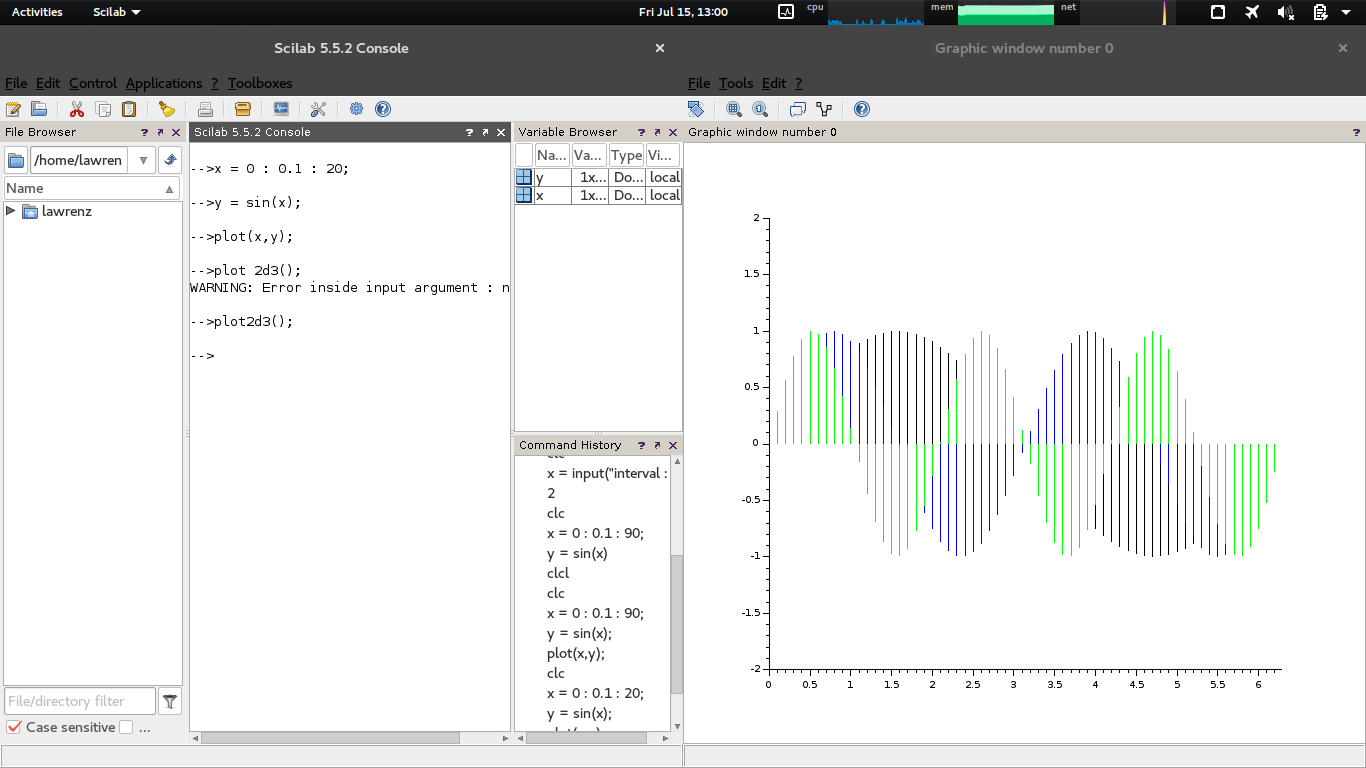 Activities Scilab Fri Jul 15, 13:00 cpu mem net
Scilab 5.5.2 Console
Graphic window number 0
File Edit Control Applications ? Toolboxes
File Tools Edit ?
File Browser ? 
Scilab 5.5.2 Console ?
Variable Browser ?
Graphic window number 0 ?
/home/lawren
Name
lawrenz
File/directory filter
Case sensitive ...
-->x = 0 : 0.1 : 20;
-->y = sin(x);
-->plot(x,y);
-->plot 2d3();
WARNING: Error inside input argument : n
-->plot2d3();
-->
Na... Va... Type Vi...
y 1x... Do... local
x 1x... Do... local
Command History ?
clc
x = input("interval :
2
clc
x = 0 : 0.1 : 90;
y = sin(x)
clcl
clc
x = 0 : 0.1 : 90;
y = sin(x);
plot(x,y);
clc
x = 0 : 0.1 : 20;
y = sin(x);
2
1.5
1
0.5
0
-0.5
-1
-1.5
-2
0 0.5 1 1.5 2 2.5 3 3.5 4 4.5 5 5.5 6